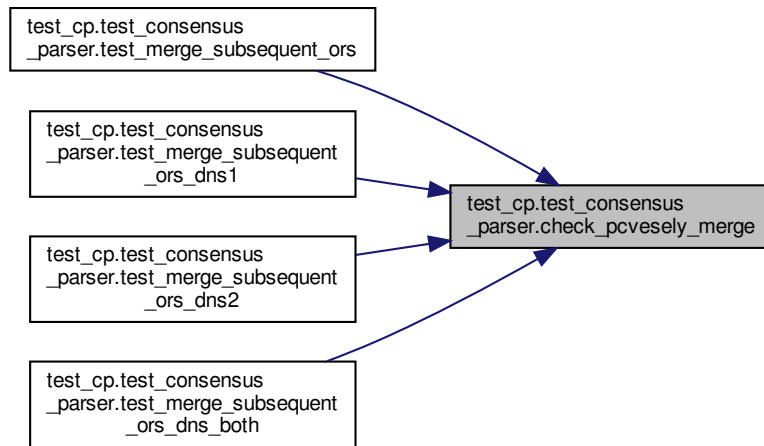 test_cp.test_consensus
_parser.test_merge_subsequent_ors
test_cp.test_consensus
_parser.test_merge_subsequent
_ors_dns1
test_cp.test_consensus
_parser.check_pcvesely_merge
test_cp.test_consensus
_parser.test_merge_subsequent
_ors_dns2
test_cp.test_consensus
_parser.test_merge_subsequent
_ors_dns_both